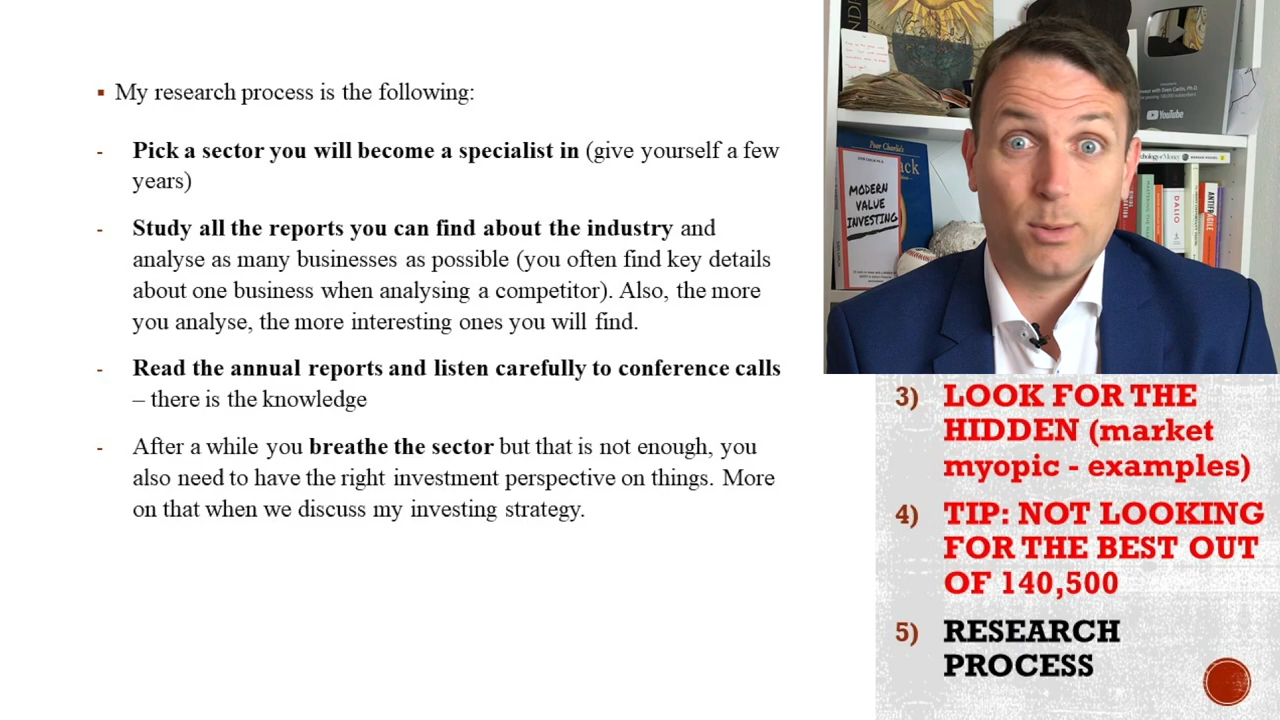 My research process is the following:
- Pick a sector you will become a specialist in (give yourself a few
years)
- Study all the reports you can find about the industry and
analyse as many businesses as possible (you often find key details
about one business when analysing a competitor). Also, the more
you analyse, the more interesting ones you will find.
- Read the annual reports and listen carefully to conference calls
– there is the knowledge
- After a while you breathe the sector but that is not enough, you
also need to have the right investment perspective on things. More
on that when we discuss my investing strategy.
Poor Charlie's
ack
MODERN
VALUE
INVESTING
YouTube
DALIO
ANTIFRAGILE
3) LOOK FOR THE
HIDDEN (market
myopic - examples)
4) TIP: NOT LOOKING
FOR THE BEST OUT
OF 140,500
5) RESEARCH
PROCESS